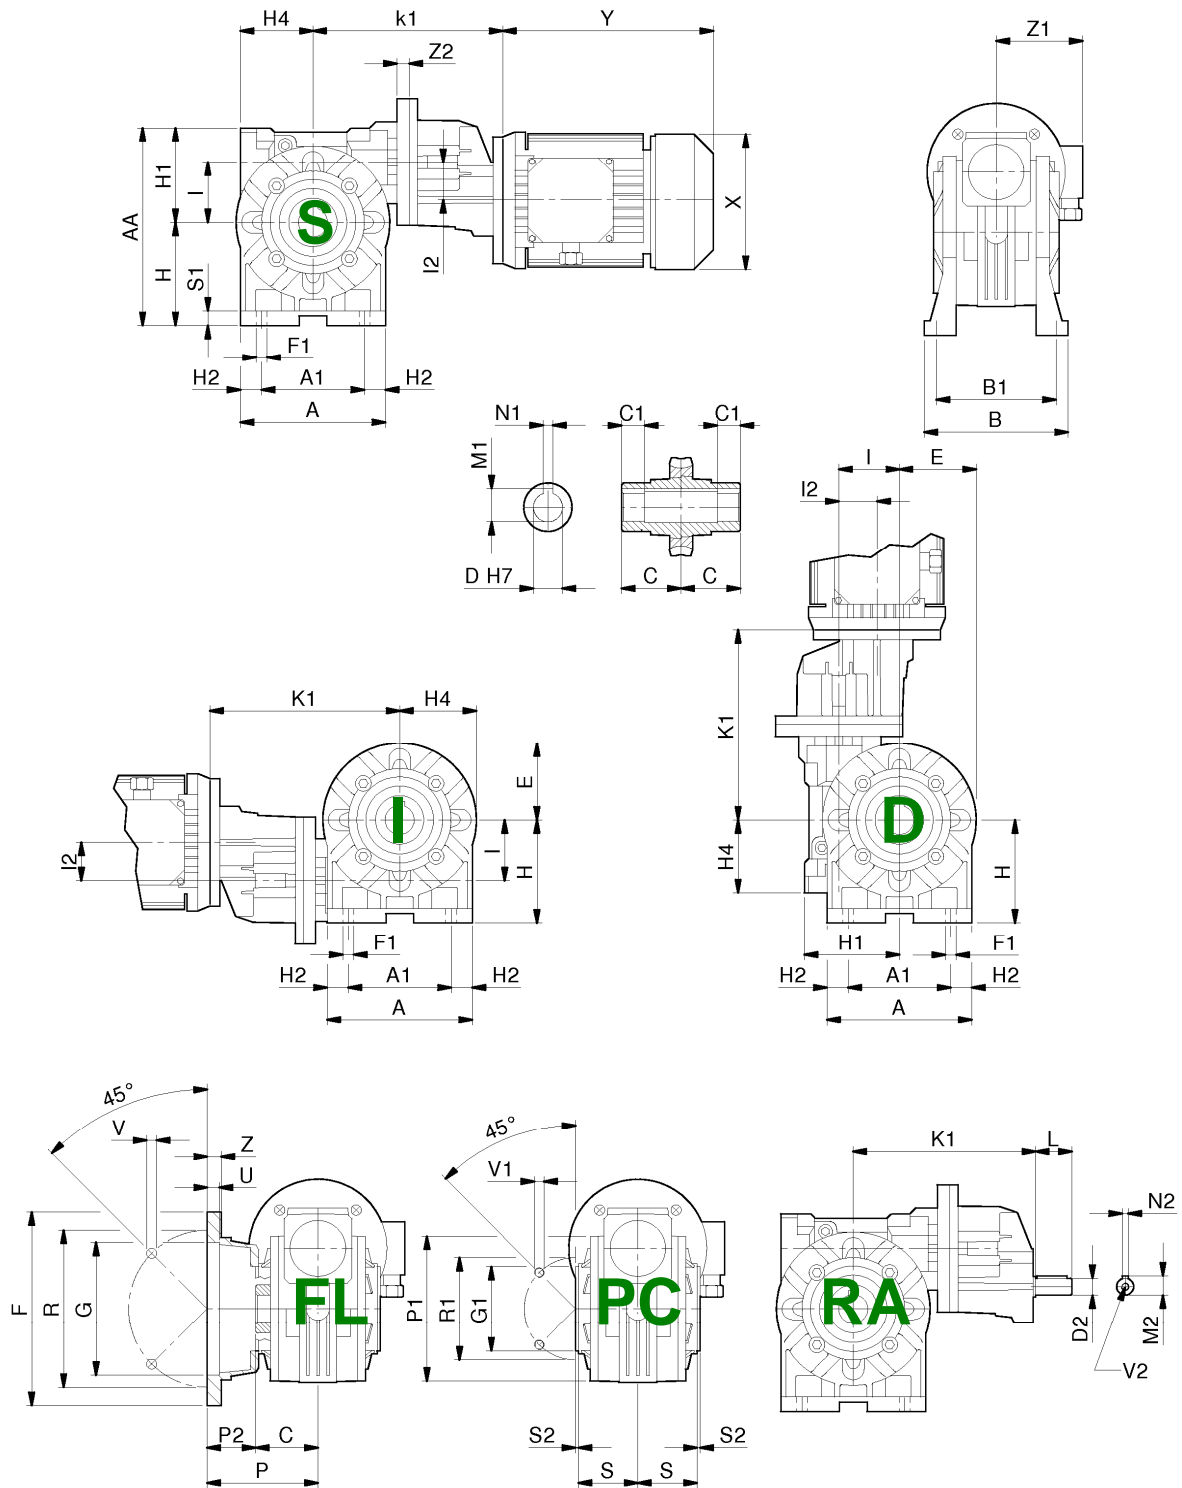 H4 k1 Y
Z1
Z2
AA H1 I
S
X
H S1
I2
F1
H2 A1 H2
A
B1
B
N1 C1 C1
M1
D H7 C C
I E
I2
K1
K1 H4
E
I
D
I2 I H
H4 H
F1
H2 A1 H2
A
H1 F1
H2 A1 H2
A
45°
V Z
U
F R G
FL
P2 C
P
45°
V1
P1 R1 G1
PC
S2 S2
S S
K1 L
N2
RA
D2 M2
V2